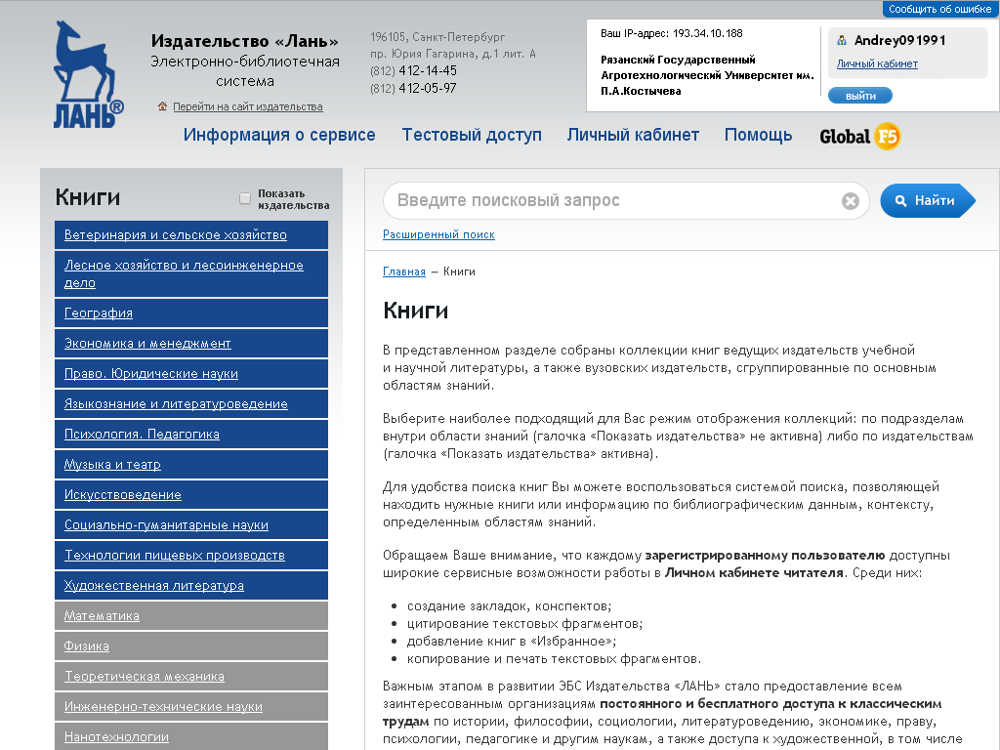 Сообщить об ошибке
ЛАНЬ®
Издательство «Лань»
Электронно-библиотечная
система
Перейти на сайт издательства
196105, Санкт-Петербург
пр. Юрия Гагарина, д.1 лит. А
(812) 412-14-45
(812) 412-05-97
Ваш IP-адрес: 193.34.10.188
Рязанский Государственный
Агротехнологический Университет им.
П.А.Костычева
Andrey091991
Личный кабинет
выйти
Информация о сервисе
Тестовый доступ
Личный кабинет
Помощь
Global F5
Книги
Показать
издательства
Ветеринария и сельское хозяйство
Лесное хозяйство и лесоинженерное
дело
География
Экономика и менеджмент
Право. Юридические науки
Языкознание и литературоведение
Психология. Педагогика
Музыка и театр
Искусствоведение
Социально-гуманитарные науки
Технологии пищевых производств
Художественная литература
Математика
Физика
Теоретическая механика
Инженерно-технические науки
Нанотехнологии
Введите поисковый запрос
Найти
Расширенный поиск
Главная – Книги
Книги
В представленном разделе собраны коллекции книг ведущих издательств учебной
и научной литературы, а также вузовских издательств, сгруппированные по основным
областям знаний.
Выберите наиболее подходящий для Вас режим отображения коллекций: по подразделам
внутри области знаний (галочка «Показать издательства» не активна) либо по издательствам
(галочка «Показать издательства» активна).
Для удобства поиска книг Вы можете воспользоваться системой поиска, позволяющей
находить нужные книги или информацию по библиографическим данным, контексту,
определенным областям знаний.
Обращаем Ваше внимание, что каждому зарегистрированному пользователю доступны
широкие сервисные возможности работы в Личном кабинете читателя. Среди них:
• создание закладок, конспектов;
• цитирование текстовых фрагментов;
• добавление книг в «Избранное»;
• копирование и печать текстовых фрагментов.
Важным этапом в развитии ЭБС Издательства «ЛАНЬ» стало предоставление всем
заинтересованным организациям постоянного и бесплатного доступа к классическим
трудам по истории, философии, социологии, литературоведению, экономике, праву,
психологии, педагогике и другим наукам, а также доступа к художественной, в том числе